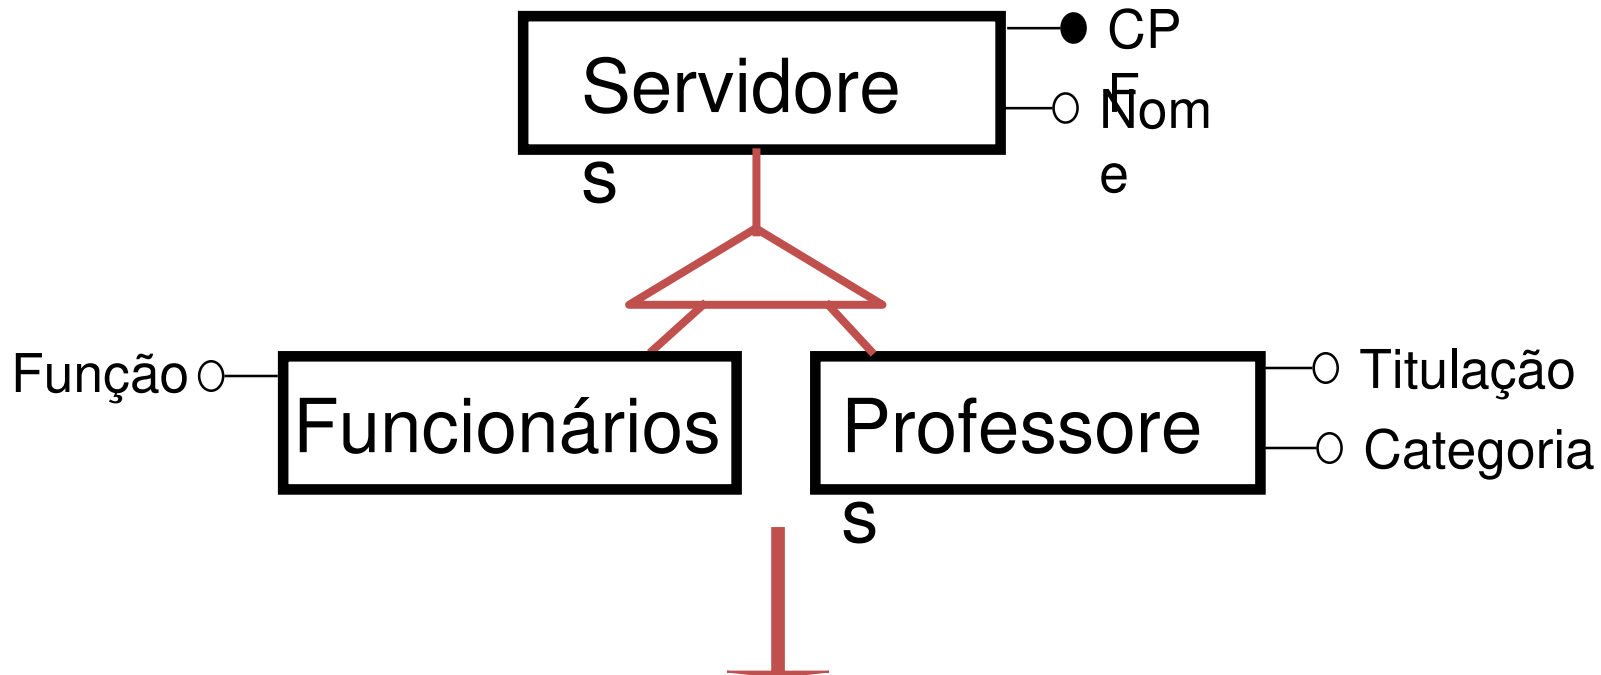 CP
F
Servidore
s
Nom
e
Função
Funcionários
Professore
s
Titulação
Categoria